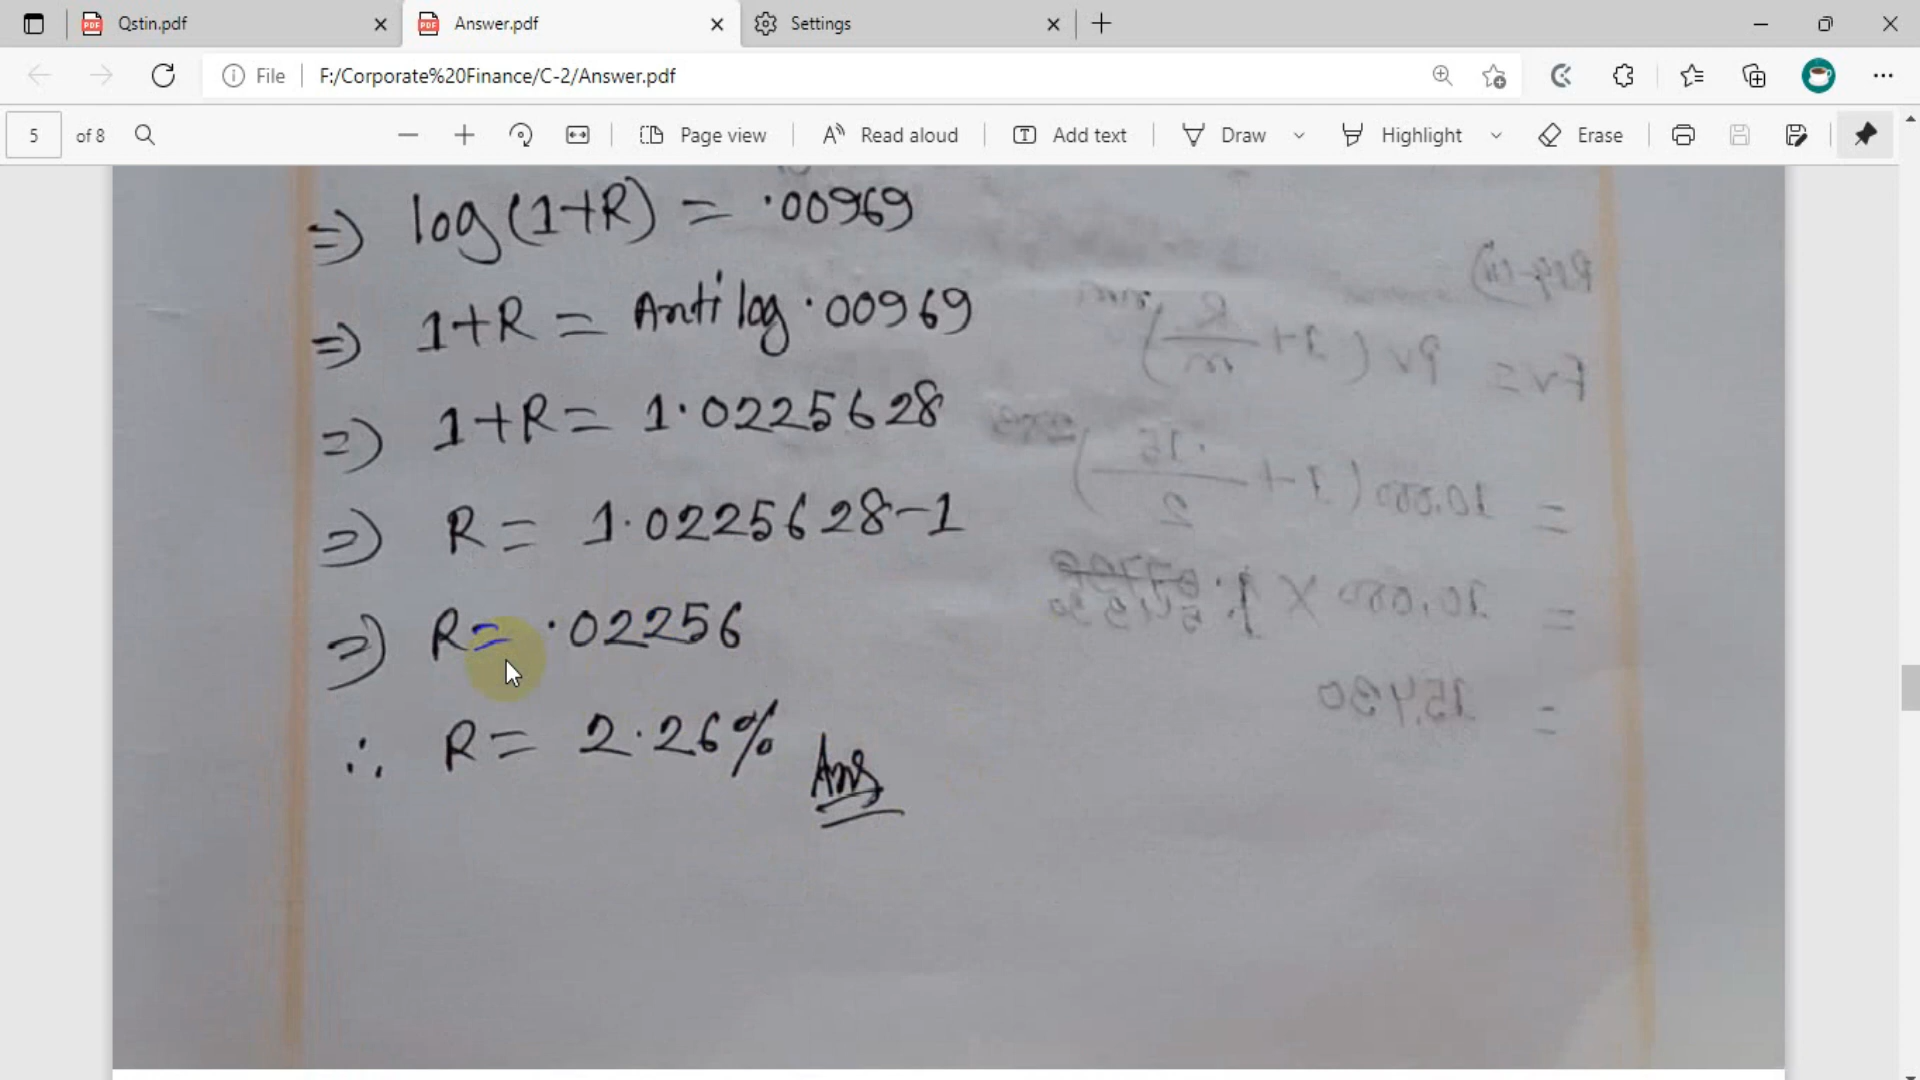 Qstin.pdf
Answer.pdf
Settings
File
F:/Corporate%20Finance/C-2/Answer.pdf
5 of 8
Page view
Read aloud
Add text
Draw
Highlight
Erase
=) log(1+R) = ·00969
=) 1+R = Antilog ·00969
=) 1+R = 1·0225628
=) R = 1·0225628-1
=) R = ·02256
∴ R = 2·26% Ans